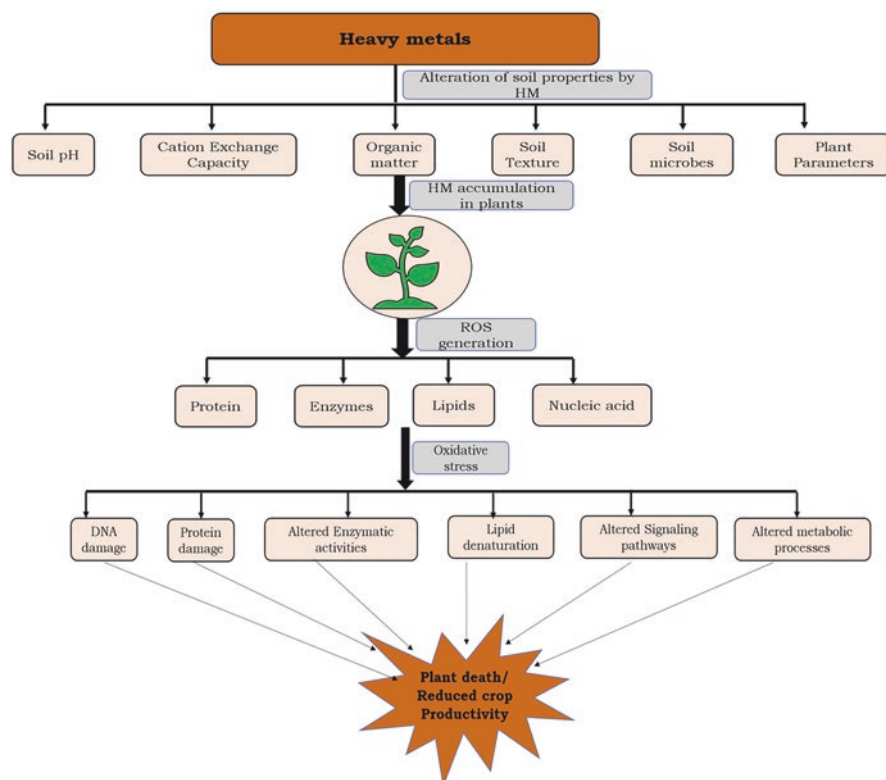 Heavy metals
Alteration of soil properties by
HM
Soil pH
Cation Exchange
Capacity
Organic
matter
Soil
Texture
Soil
microbes
Plant
Parameters
HM accumulation
in plants
ROS
generation
Protein
Enzymes
Lipids
Nucleic acid
Oxidative
stress
DNA
damage
Protein
damage
Altered Enzymatic
activities
Lipid
denaturation
Altered Signaling
pathways
Altered metabolic
processes
Plant death/
Reduced crop
Productivity